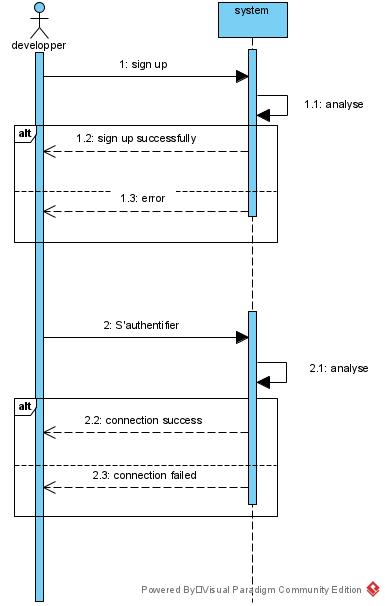 system
developper
1: sign up
1.1: analyse
alt
1.2: sign up successfully
1.3: error
2: S'authentifier
2.1: analyse
alt
2.2: connection success
2.3: connection failed
Powered By Visual Paradigm Community Edition